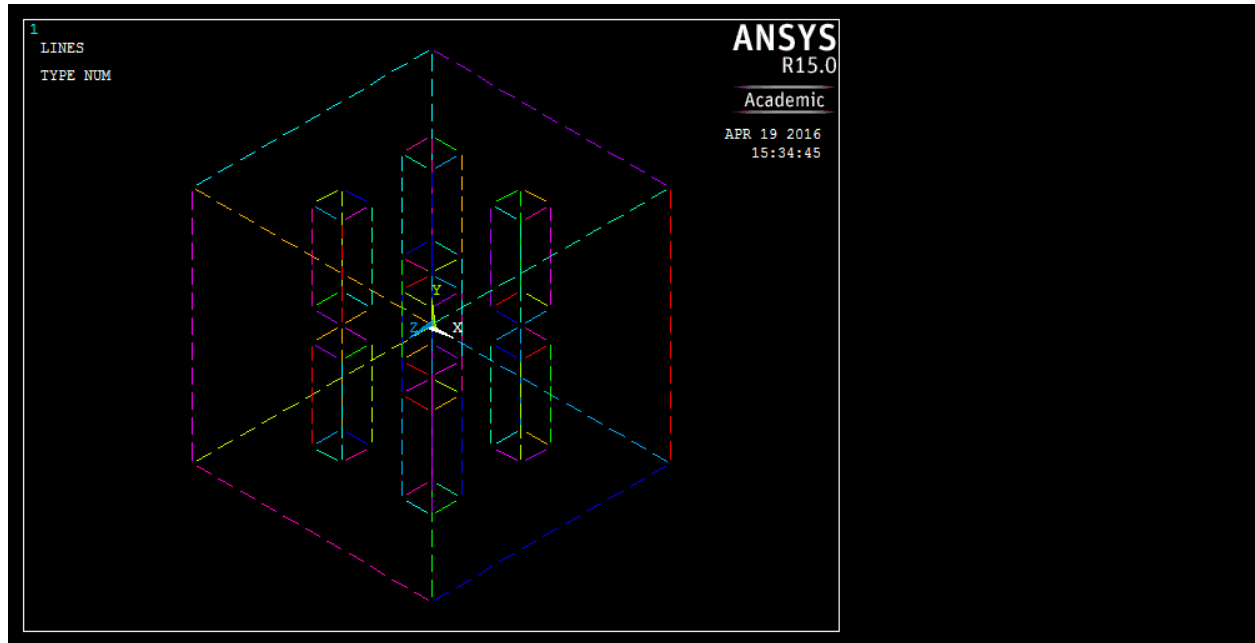 1
LINES
TYPE NUM
ANSYS
R15.0
Academic
APR 19 2016
15:34:45
Y
Z
X